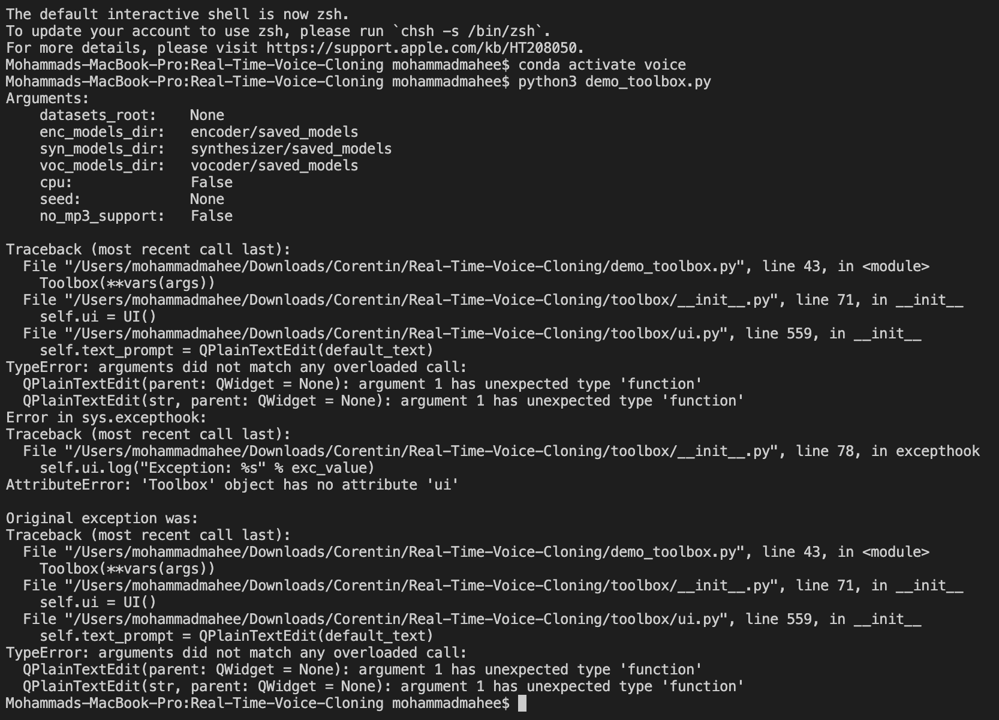 The default interactive shell is now zsh.
To update your account to use zsh, please run `chsh -s /bin/zsh`.
For more details, please visit https://support.apple.com/kb/HT208050.
Mohammads-MacBook-Pro:Real-Time-Voice-Cloning mohammadmahee$ conda activate voice
Mohammads-MacBook-Pro:Real-Time-Voice-Cloning mohammadmahee$ python3 demo_toolbox.py
Arguments:
    datasets_root:    None
    enc_models_dir:   encoder/saved_models
    syn_models_dir:   synthesizer/saved_models
    voc_models_dir:   vocoder/saved_models
    cpu:              False
    seed:             None
    no_mp3_support:   False

Traceback (most recent call last):
  File "/Users/mohammadmahee/Downloads/Corentin/Real-Time-Voice-Cloning/demo_toolbox.py", line 43, in <module>
    Toolbox(**vars(args))
  File "/Users/mohammadmahee/Downloads/Corentin/Real-Time-Voice-Cloning/toolbox/__init__.py", line 71, in __init__
    self.ui = UI()
  File "/Users/mohammadmahee/Downloads/Corentin/Real-Time-Voice-Cloning/toolbox/ui.py", line 559, in __init__
    self.text_prompt = QPlainTextEdit(default_text)
TypeError: arguments did not match any overloaded call:
  QPlainTextEdit(parent: QWidget = None): argument 1 has unexpected type 'function'
  QPlainTextEdit(str, parent: QWidget = None): argument 1 has unexpected type 'function'
Error in sys.excepthook:
Traceback (most recent call last):
  File "/Users/mohammadmahee/Downloads/Corentin/Real-Time-Voice-Cloning/toolbox/__init__.py", line 78, in excepthook
    self.ui.log("Exception: %s" % exc_value)
AttributeError: 'Toolbox' object has no attribute 'ui'

Original exception was:
Traceback (most recent call last):
  File "/Users/mohammadmahee/Downloads/Corentin/Real-Time-Voice-Cloning/demo_toolbox.py", line 43, in <module>
    Toolbox(**vars(args))
  File "/Users/mohammadmahee/Downloads/Corentin/Real-Time-Voice-Cloning/toolbox/__init__.py", line 71, in __init__
    self.ui = UI()
  File "/Users/mohammadmahee/Downloads/Corentin/Real-Time-Voice-Cloning/toolbox/ui.py", line 559, in __init__
    self.text_prompt = QPlainTextEdit(default_text)
TypeError: arguments did not match any overloaded call:
  QPlainTextEdit(parent: QWidget = None): argument 1 has unexpected type 'function'
  QPlainTextEdit(str, parent: QWidget = None): argument 1 has unexpected type 'function'
Mohammads-MacBook-Pro:Real-Time-Voice-Cloning mohammadmahee$